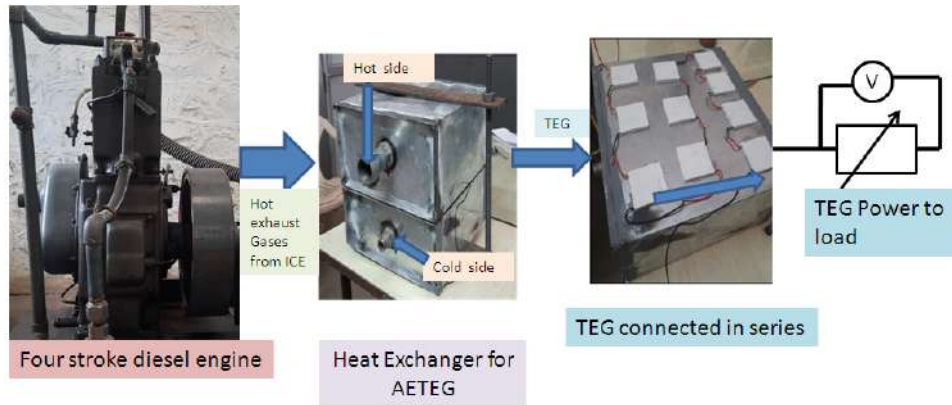 Hot side
TEG
V
Hot
exhaust
Gases
from ICE
Cold side
TEG Power to
load
TEG connected in series
Four stroke diesel engine
Heat Exchanger for
AETEG